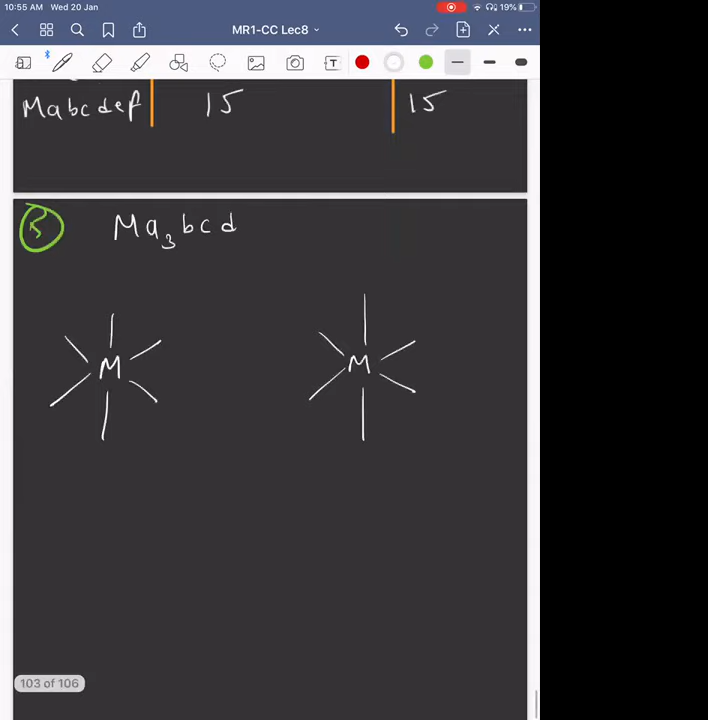 10:55 AM Wed 20 Jan 19%
MR1-CC Lec8
T
Mabcdef 15 15
5 Ma₃bcd
M M
103 of 106